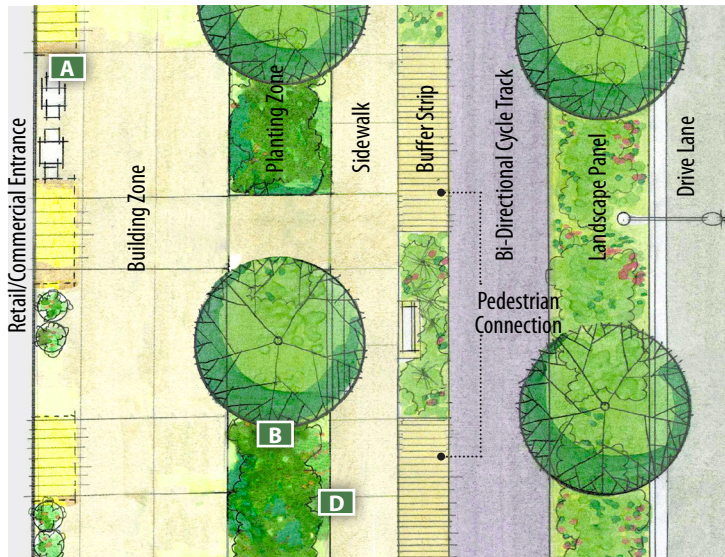 A
Retail/Commercial Entrance
Building Zone
Planting Zone
Sidewalk
Buffer Strip
Bi-Directional Cycle Track
Landscape Panel
Drive Lane
Pedestrian
Connection
B
D